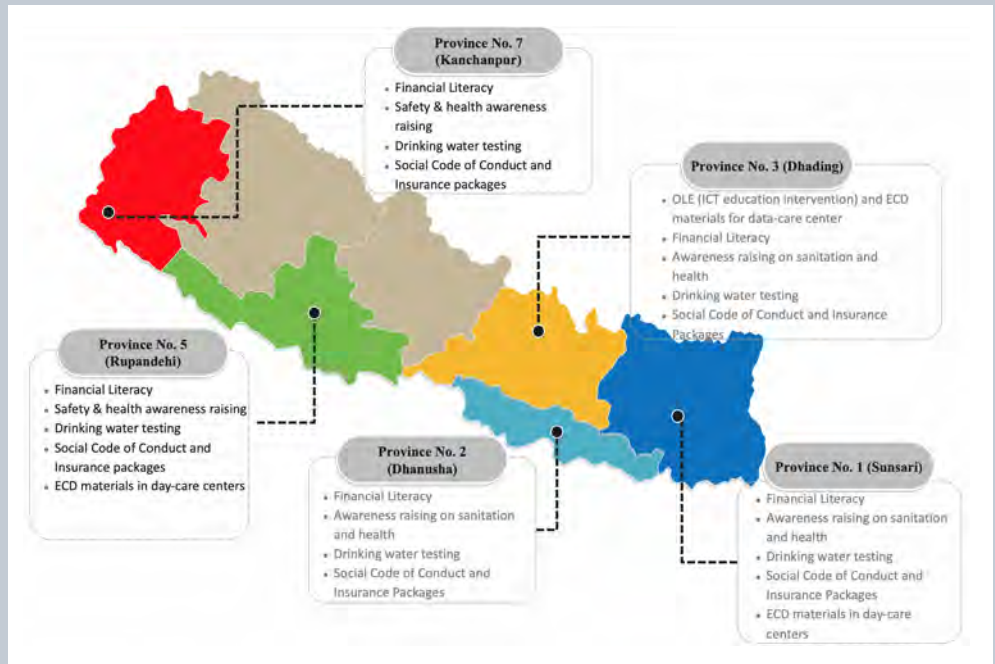 Province No. 7
(Kanchanpur)
• Financial Literacy
• Safety & health awareness
raising
• Drinking water testing
• Social Code of Conduct and
Insurance packages
Province No. 3 (Dhading)
• OLE (ICT education intervention) and ECD
materials for data-care center
• Financial Literacy
• Awareness raising on sanitation and
health
• Drinking water testing
• Social Code of Conduct and Insurance
Packages
Province No. 5
(Rupandehi)
• Financial Literacy
• Safety & health awareness raising
• Drinking water testing
• Social Code of Conduct and
Insurance packages
• ECD materials in day-care centers
Province No. 2
(Dhanusha)
• Financial Literacy
• Awareness raising on sanitation
and health
• Drinking water testing
• Social Code of Conduct and
Insurance Packages
Province No. 1 (Sunsari)
• Financial Literacy
• Awareness raising on sanitation
and health
• Drinking water testing
• Social Code of Conduct and
Insurance Packages
• ECD materials in day-care
centers